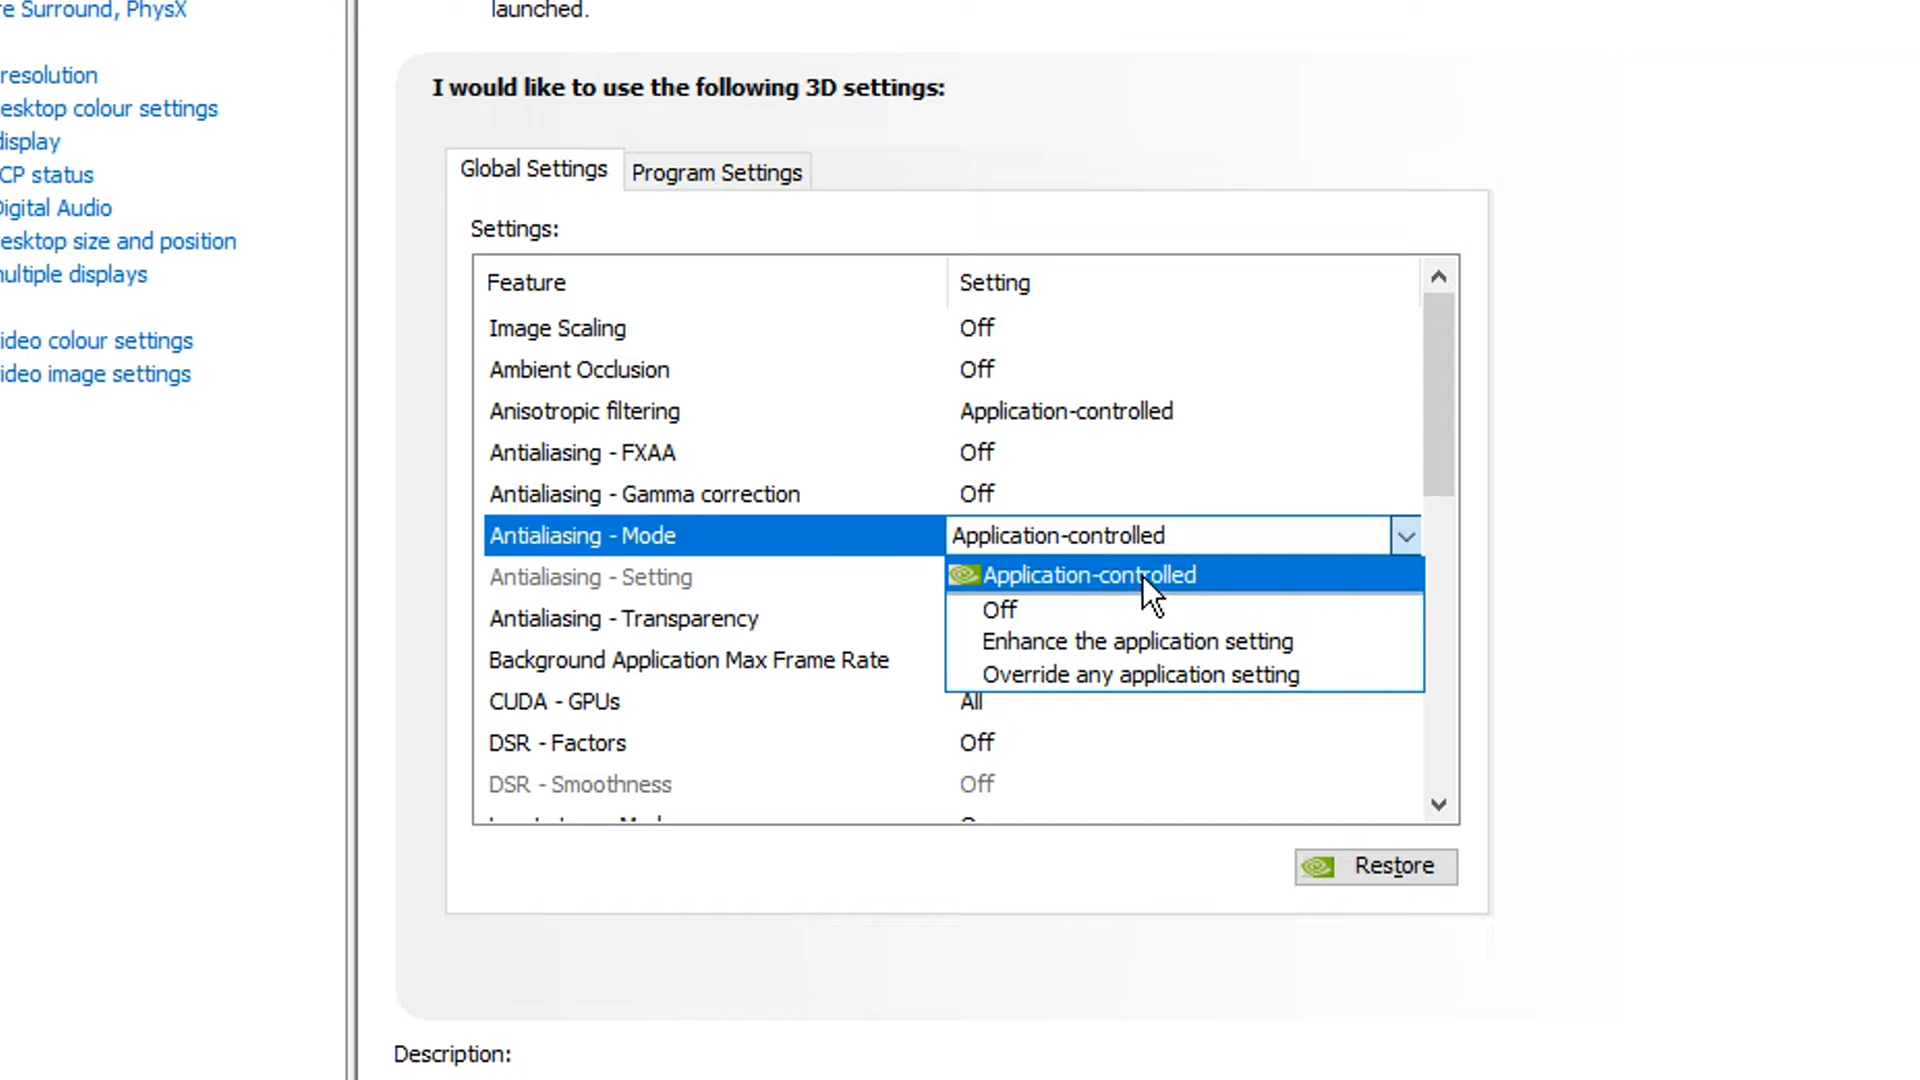 re Surround, PhysX
resolution
esktop colour settings
display
CP status
Digital Audio
esktop size and position
multiple displays
ideo colour settings
ideo image settings
launched.
I would like to use the following 3D settings:
Global Settings
Program Settings
Settings:
Feature Setting
Image Scaling Off
Ambient Occlusion Off
Anisotropic filtering Application-controlled
Antialiasing - FXAA Off
Antialiasing - Gamma correction Off
Antialiasing - Mode Application-controlled
Antialiasing - Setting Application-controlled
Off
Antialiasing - Transparency
Enhance the application setting
Background Application Max Frame Rate
Override any application setting
CUDA - GPUs All
DSR - Factors Off
DSR - Smoothness Off
Restore
Description: